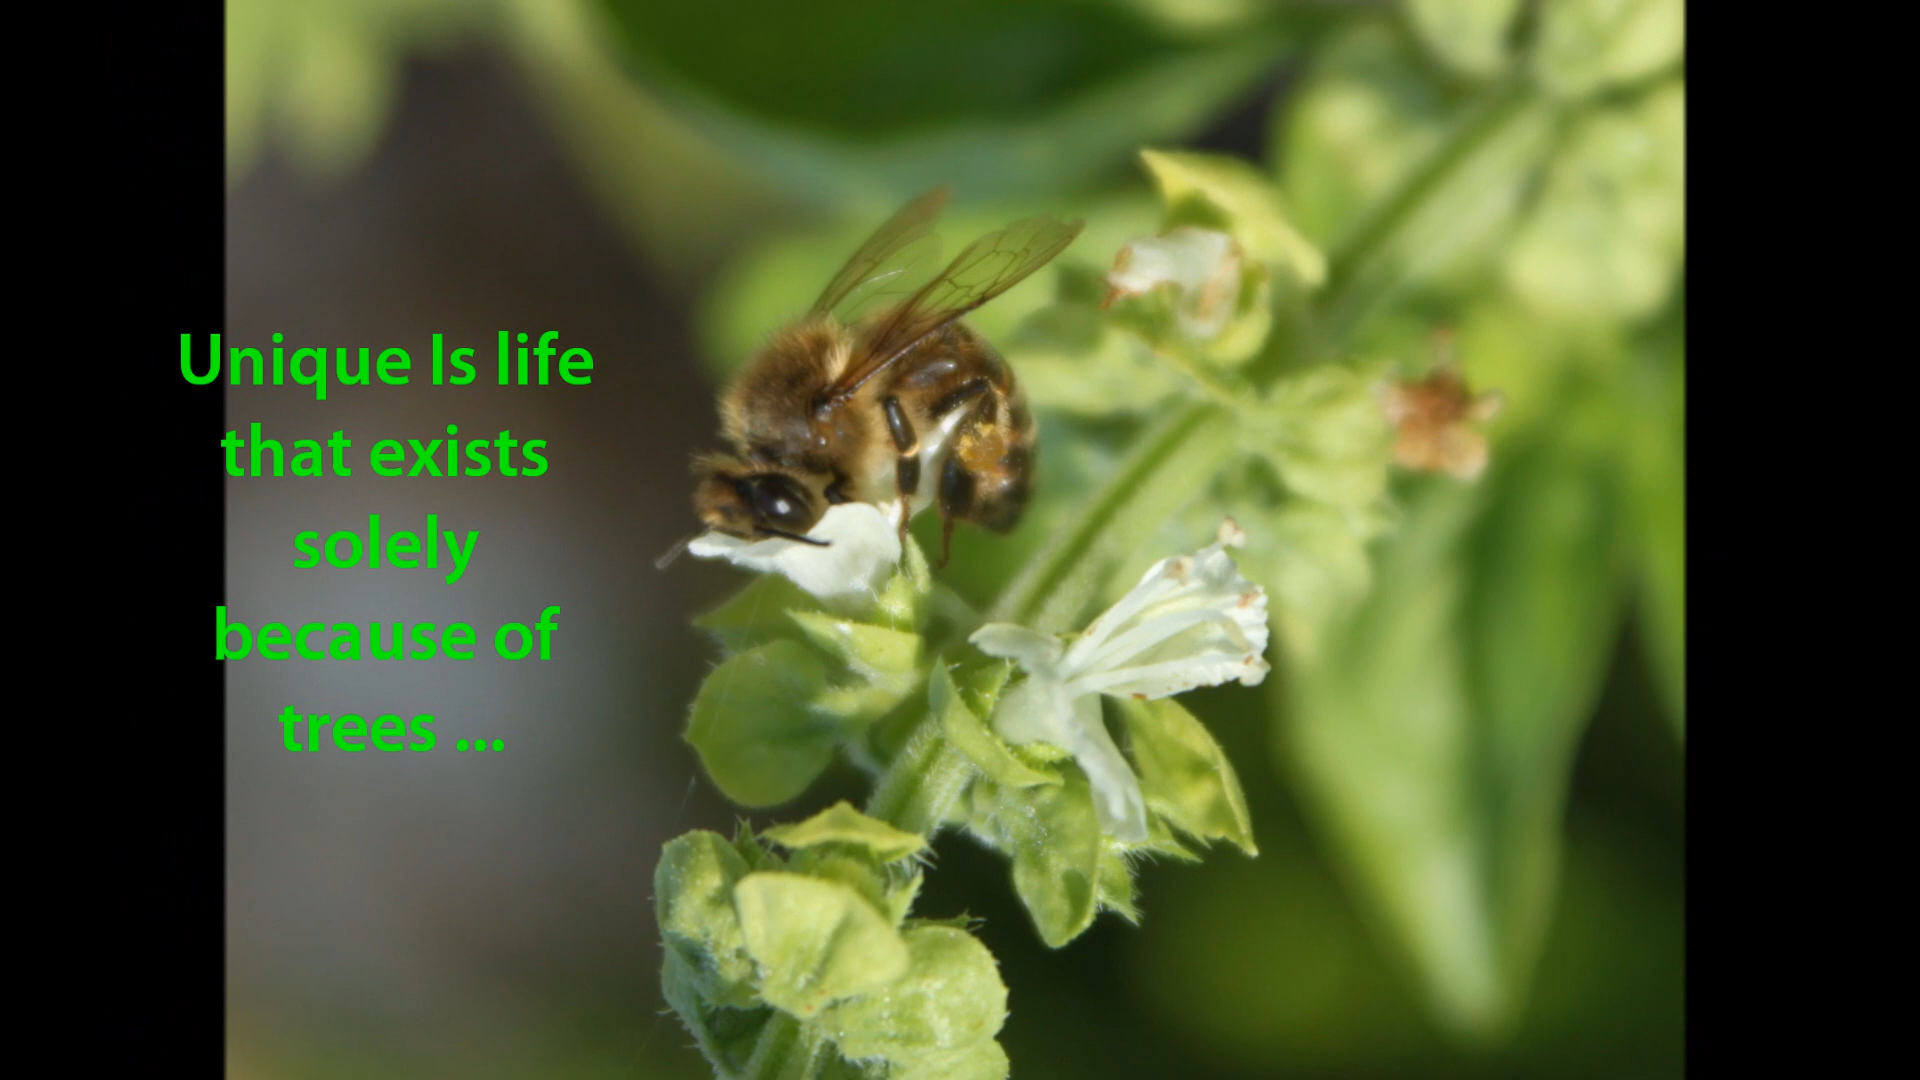 Unique Is life
that exists
solely
because of
trees ...